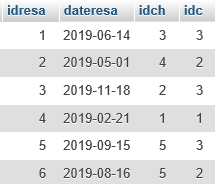 idresa dateresa idch idc
1 2019-06-14 3 3
2 2019-05-01 4 2
3 2019-11-18 2 3
4 2019-02-21 1 1
5 2019-09-15 5 3
6 2019-08-16 5 2